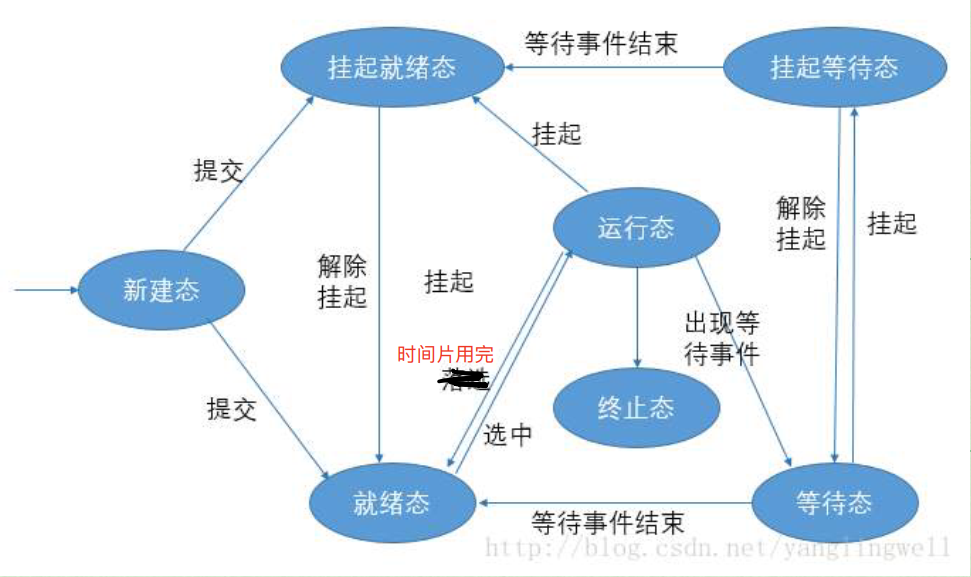 等待事件结束
挂起就绪态
挂起等待态
挂起
提交
运行态
解除
挂起
挂起
解除
挂起
挂起
新建态
出现等
待事件
时间片用完
落选
提交
终止态
选中
就绪态
等待态
等待事件结束
http://blog.csdn.net/yanglingwell